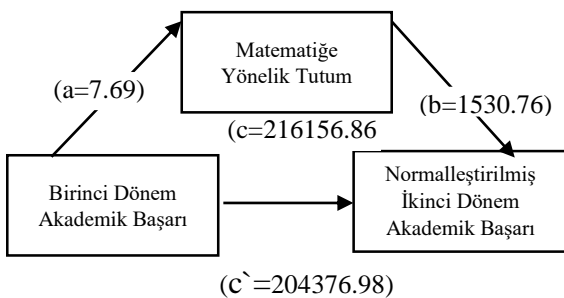 Matematiğe
Yönelik Tutum
(a=7.69)
(b=1530.76)
(c=216156.86
Birinci Dönem
Akademik Başarı
Normalleştirilmiş
İkinci Dönem
Akademik Başarı
(c`=204376.98)